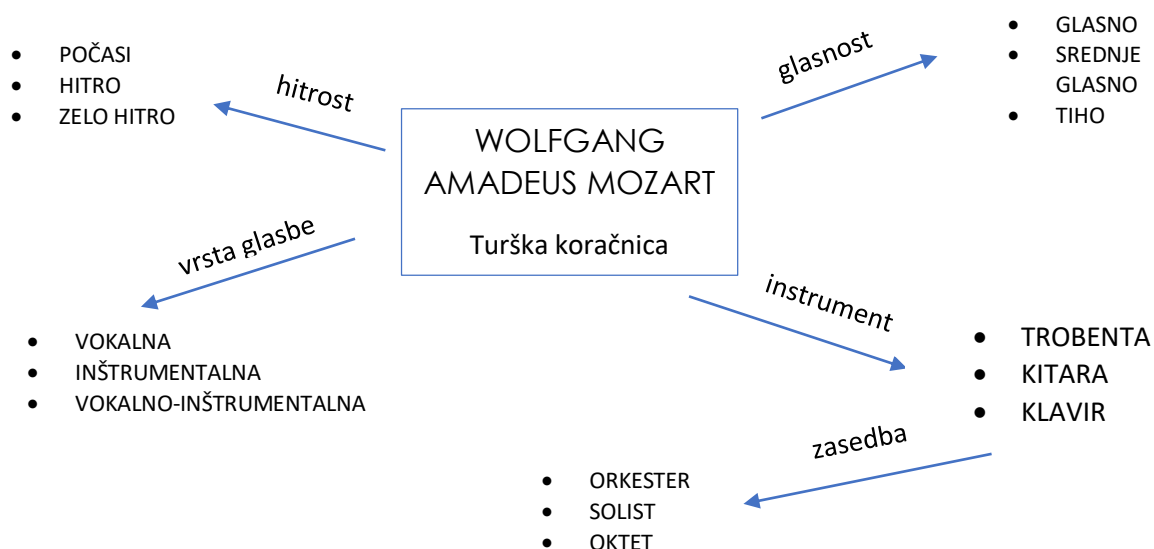 • POČASI
• HITRO
• ZELO HITRO
hitrost
glasnost
• GLASNO
• SREDNJE
GLASNO
• TIHO
WOLFGANG
AMADEUS MOZART
Turška koračnica
vrsta glasbe
• VOKALNA
• INŠTRUMENTALNA
• VOKALNO-INŠTRUMENTALNA
instrument
• TROBENTA
• KITARA
• KLAVIR
zasedba
• ORKESTER
• SOLIST
• OKTET